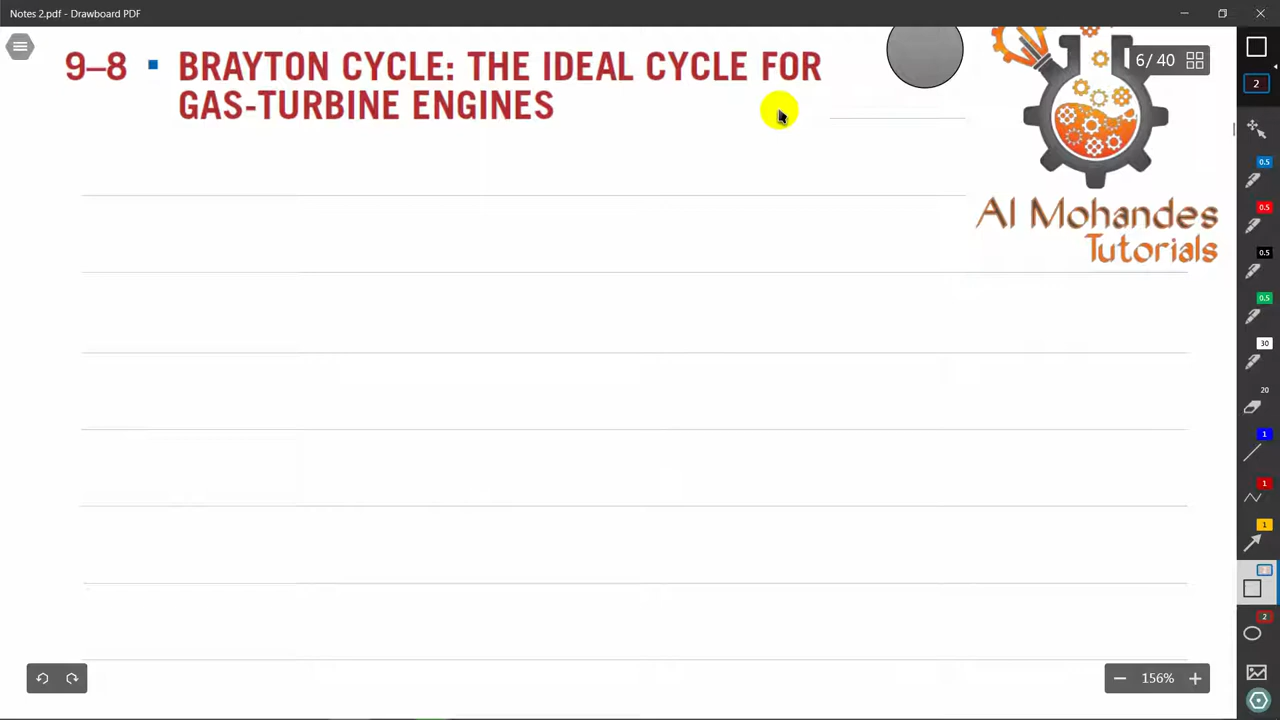 Notes 2.pdf - Drawboard PDF
9–8 ▪ BRAYTON CYCLE: THE IDEAL CYCLE FOR
GAS-TURBINE ENGINES
6/40
Al Mohandes
Tutorials
2
0.5
0.5
0.5
0.5
30
20
1
1
1
2
156%